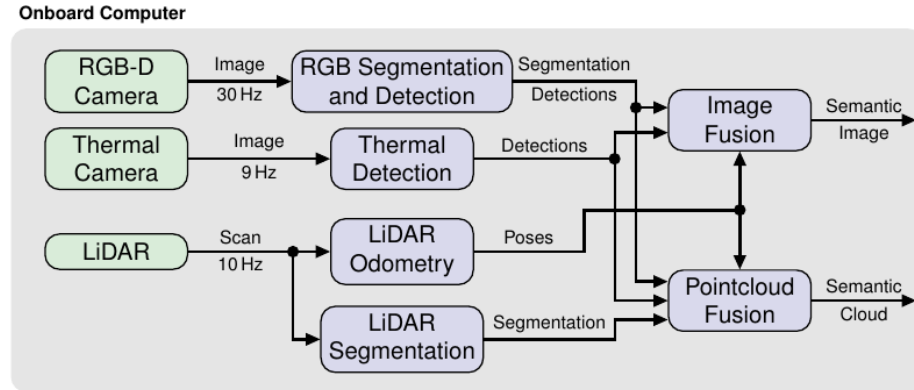 Onboard Computer
RGB-D
Camera
Image
30 Hz
RGB Segmentation
and Detection
Segmentation
Detections
Image
Fusion
Semantic
Image
Thermal
Camera
Image
9 Hz
Thermal
Detection
Detections
LiDAR
Scan
10 Hz
LiDAR
Odometry
Poses
LiDAR
Segmentation
Segmentation
Pointcloud
Fusion
Semantic
Cloud